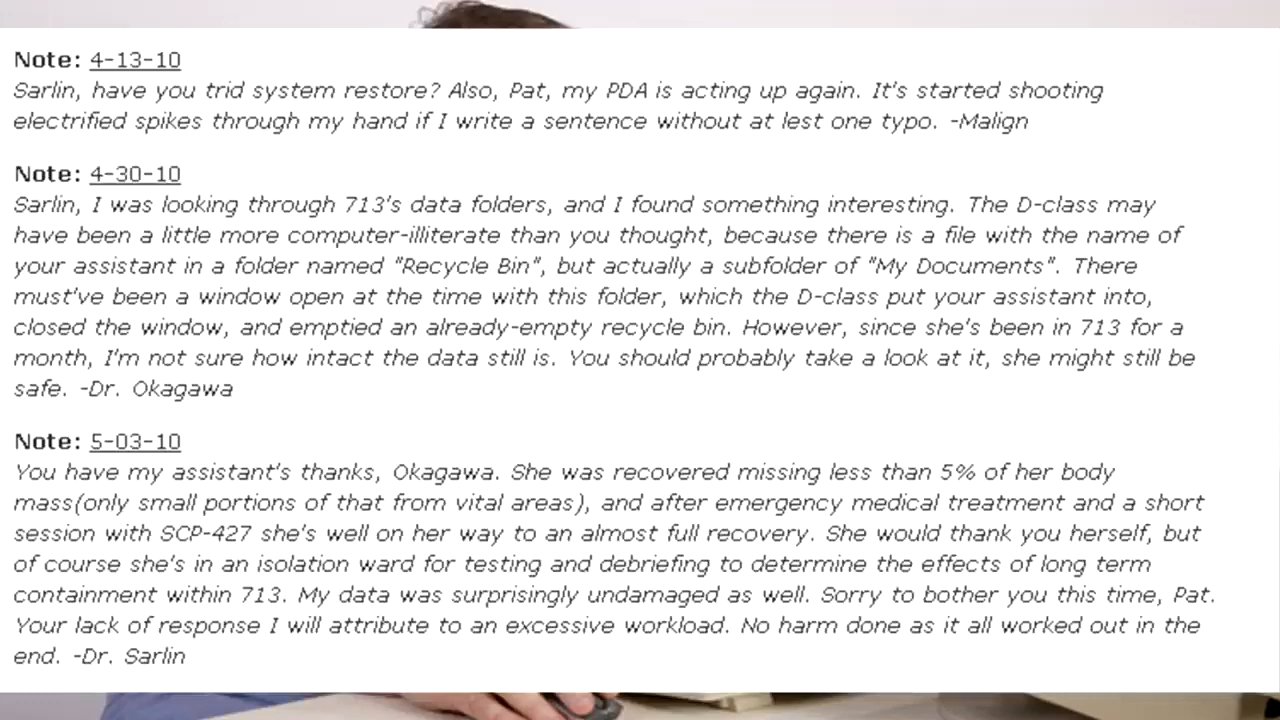 Note: 4-13-10
Sarlin, have you trid system restore? Also, Pat, my PDA is acting up again. It's started shooting
electrified spikes through my hand if I write a sentence without at lest one typo. -Malign
Note: 4-30-10
Sarlin, I was looking through 713's data folders, and I found something interesting. The D-class may
have been a little more computer-illiterate than you thought, because there is a file with the name of
your assistant in a folder named "Recycle Bin", but actually a subfolder of "My Documents". There
must've been a window open at the time with this folder, which the D-class put your assistant into,
closed the window, and emptied an already-empty recycle bin. However, since she's been in 713 for a
month, I'm not sure how intact the data still is. You should probably take a look at it, she might still be
safe. -Dr. Okagawa
Note: 5-03-10
You have my assistant's thanks, Okagawa. She was recovered missing less than 5% of her body
mass(only small portions of that from vital areas), and after emergency medical treatment and a short
session with SCP-427 she's well on her way to an almost full recovery. She would thank you herself, but
of course she's in an isolation ward for testing and debriefing to determine the effects of long term
containment within 713. My data was surprisingly undamaged as well. Sorry to bother you this time, Pat.
Your lack of response I will attribute to an excessive workload. No harm done as it all worked out in the
end. -Dr. Sarlin